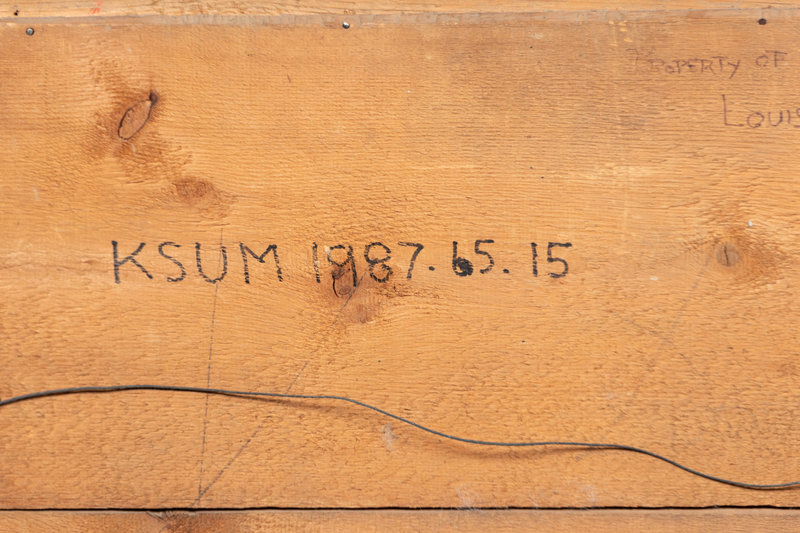 PROPERTY OF
LOUIS
KSUM 1987.65.15